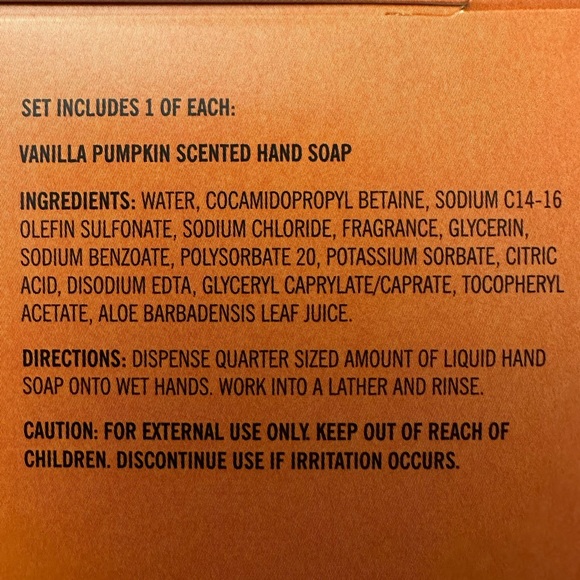 SET INCLUDES 1 OF EACH:
VANILLA PUMPKIN SCENTED HAND SOAP
INGREDIENTS: WATER, COCAMIDOPROPYL BETAINE, SODIUM C14-16
OLEFIN SULFONATE, SODIUM CHLORIDE, FRAGRANCE, GLYCERIN,
SODIUM BENZOATE, POLYSORBATE 20, POTASSIUM SORBATE, CITRIC
ACID, DISODIUM EDTA, GLYCERYL CAPRYLATE/CAPRATE, TOCOPHERYL
ACETATE, ALOE BARBADENSIS LEAF JUICE.
DIRECTIONS: DISPENSE QUARTER SIZED AMOUNT OF LIQUID HAND
SOAP ONTO WET HANDS. WORK INTO A LATHER AND RINSE.
CAUTION: FOR EXTERNAL USE ONLY. KEEP OUT OF REACH OF
CHILDREN. DISCONTINUE USE IF IRRITATION OCCURS.